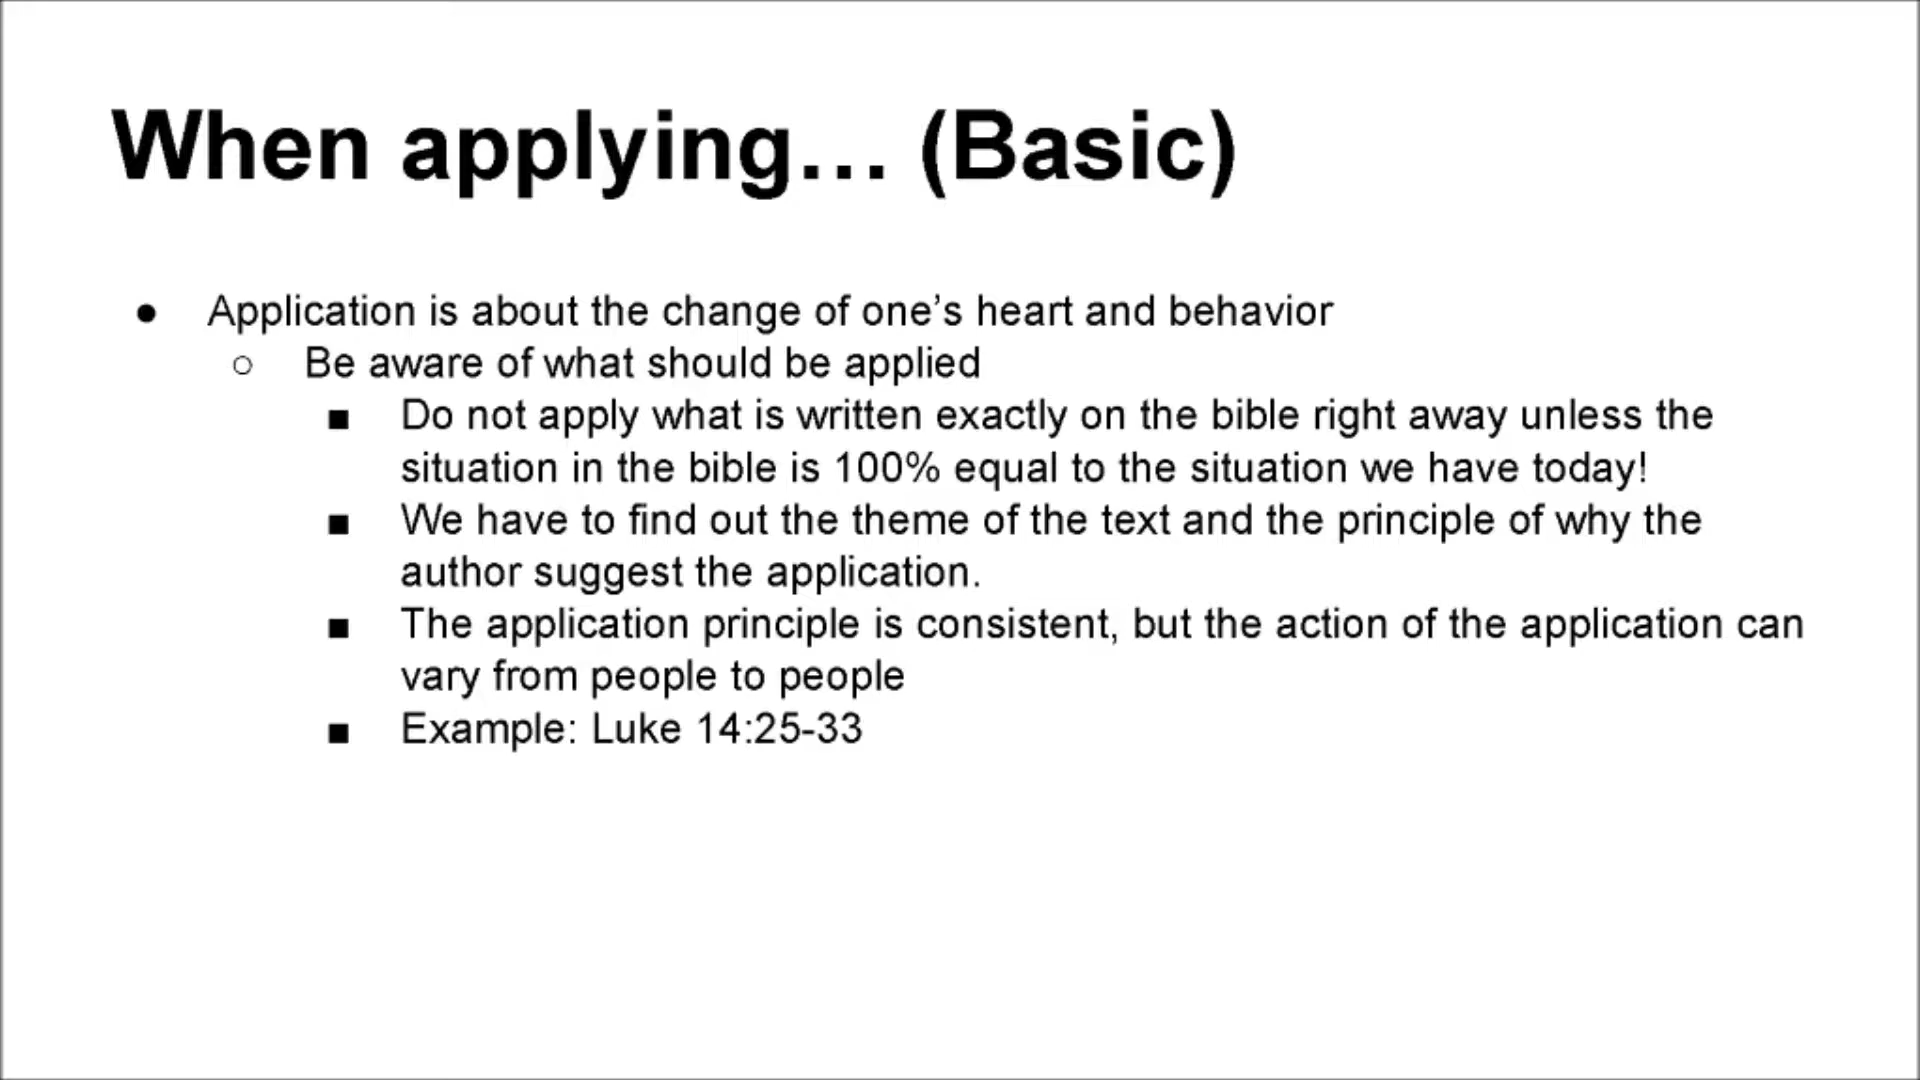 When applying… (Basic)
● Application is about the change of one’s heart and behavior
○ Be aware of what should be applied
■ Do not apply what is written exactly on the bible right away unless the
situation in the bible is 100% equal to the situation we have today!
■ We have to find out the theme of the text and the principle of why the
author suggest the application.
■ The application principle is consistent, but the action of the application can
vary from people to people
■ Example: Luke 14:25-33